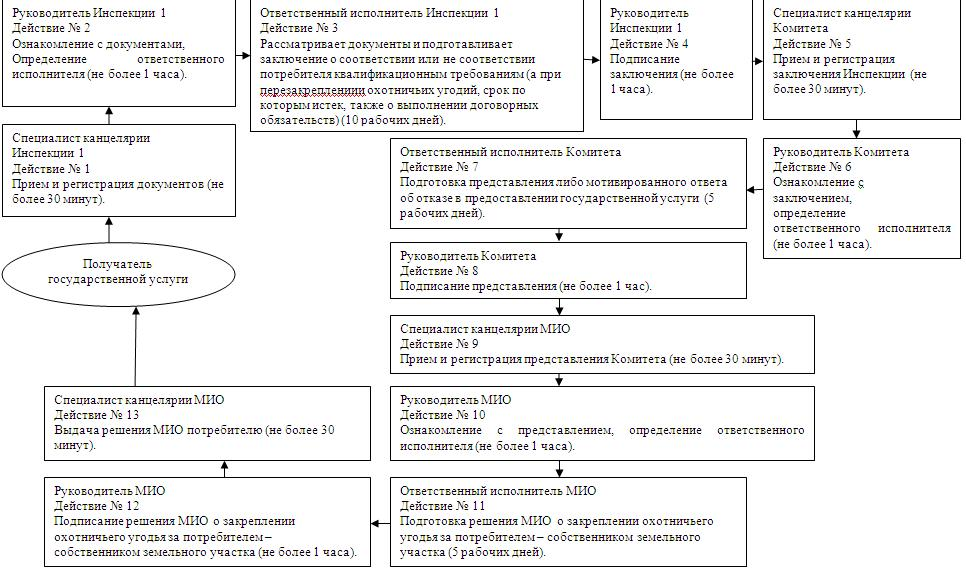 Руководитель Инспекции 1
Действие № 2
Ознакомление с документами,
Определение ответственного
исполнителя (не более 1 часа).
Ответственный исполнитель Инспекции 1
Действие № 3
Рассматривает документы и подготавливает
заключение о соответствии или не соответствии
потребителя квалификационным требованиям (а при
перезакреплениии охотничьих угодий, срок по
которым истек, также о выполнении договорных
обязательств) (10 рабочих дней).
Руководитель
Инспекции 1
Действие № 4
Подписание
заключения (не более
1 часа).
Специалист канцелярии
Комитета
Действие № 5
Прием и регистрация
заключения Инспекции (не
более 30 минут).
Специалист канцелярии
Инспекции 1
Действие № 1
Прием и регистрация документов (не
более 30 минут).
Ответственный исполнитель Комитета
Действие № 7
Подготовка представления либо мотивированного ответа
об отказе в предоставлении государственной услуги (5
рабочих дней).
Руководитель Комитета
Действие № 6
Ознакомление с
заключением,
определение
ответственного исполнителя
(не более 1 часа).
Получатель
государственной услуги
Руководитель Комитета
Действие № 8
Подписание представления (не более 1 час).
Специалист канцелярии МИО
Действие № 9
Прием и регистрация представления Комитета (не более 30 минут).
Специалист канцелярии МИО
Действие № 13
Выдача решения МИО потребителю (не более 30
минут).
Руководитель МИО
Действие № 10
Ознакомление с представлением, определение ответственного
исполнителя (не более 1 часа).
Руководитель МИО
Действие № 12
Подписание решения МИО о закреплении
охотничьего угодья за потребителем –
собственником земельного участка (не более 1 часа).
Ответственный исполнитель МИО
Действие № 11
Подготовка решения МИО о закреплении охотничьего
угодья за потребителем – собственником земельного
участка (5 рабочих дней).